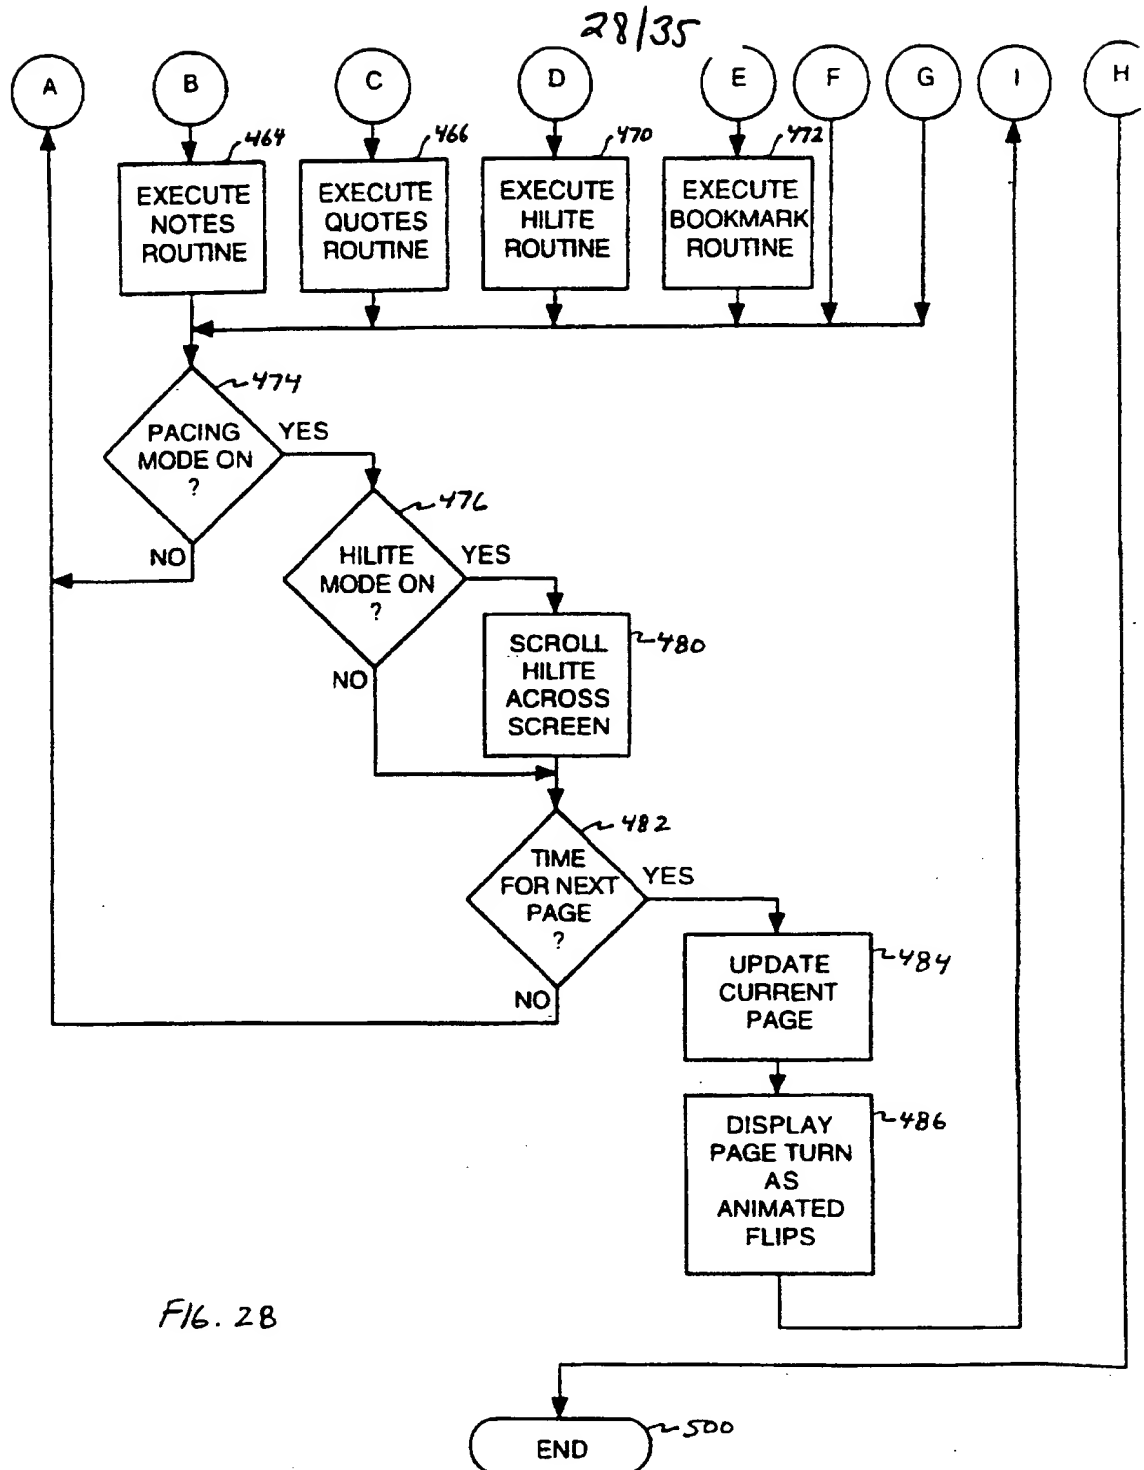 28/35
A
B
C
D
E
F
G
I
H
464
466
470
472
EXECUTE
NOTES
ROUTINE
EXECUTE
QUOTES
ROUTINE
EXECUTE
HILITE
ROUTINE
EXECUTE
BOOKMARK
ROUTINE
474
PACING
MODE ON
?
YES
NO
476
HILITE
MODE ON
?
YES
NO
480
SCROLL
HILITE
ACROSS
SCREEN
482
TIME
FOR NEXT
PAGE
?
YES
NO
484
UPDATE
CURRENT
PAGE
486
DISPLAY
PAGE TURN
AS
ANIMATED
FLIPS
FIG. 28
END
500